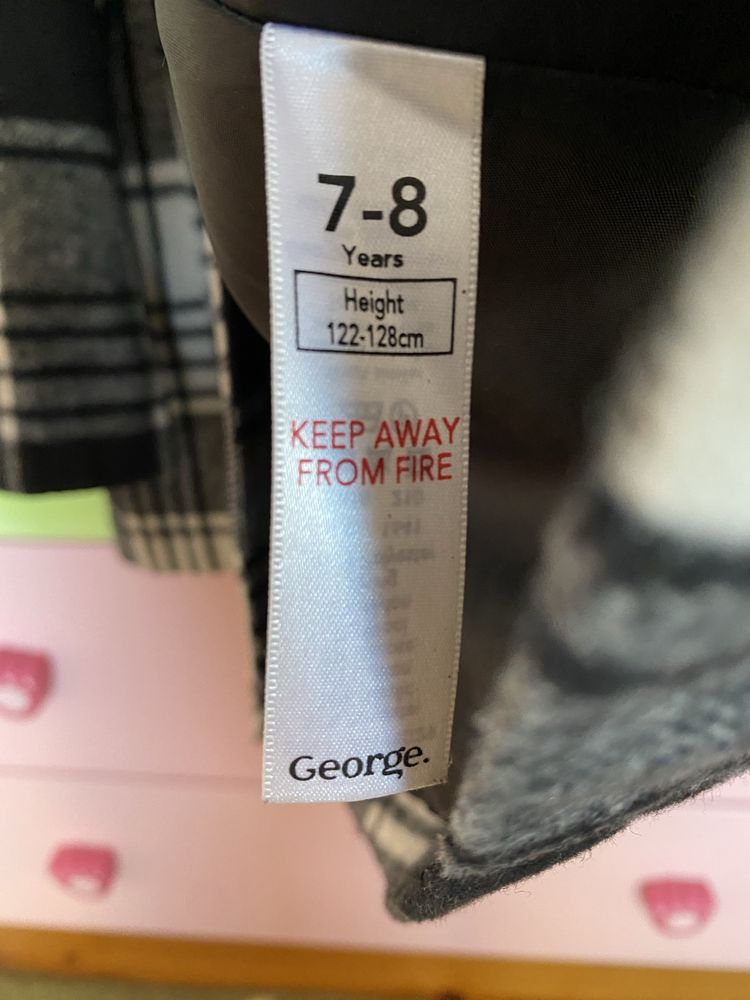 7-8
Years
Height
122-128cm
KEEP AWAY
FROM FIRE
George.